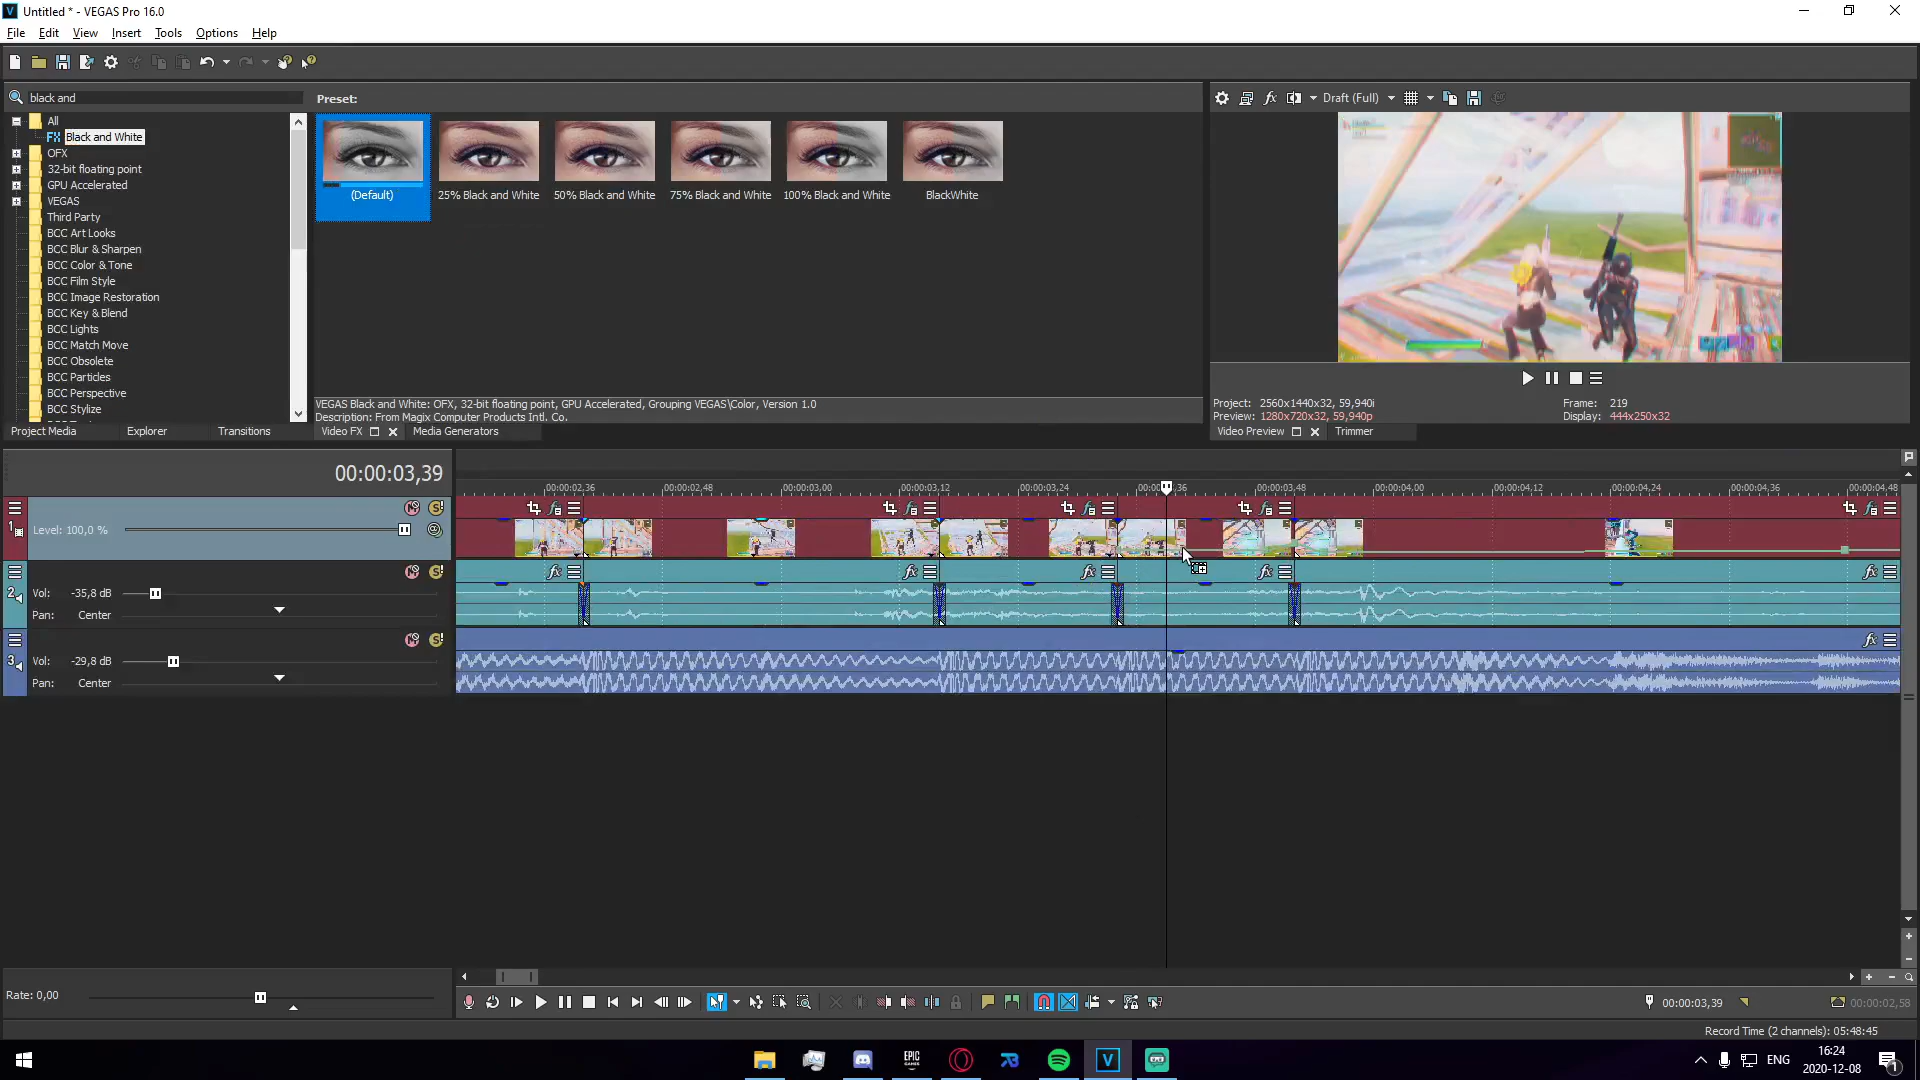 Untitled * - VEGAS Pro 16.0
File Edit View Insert Tools Options Help
black and
Preset:
Draft (Full)
All
FX Black and White
OFX
32-bit floating point
GPU Accelerated
VEGAS
Third Party
BCC Art Looks
BCC Blur & Sharpen
BCC Color & Tone
BCC Film Style
BCC Image Restoration
BCC Key & Blend
BCC Lights
BCC Match Move
BCC Obsolete
BCC Particles
BCC Perspective
BCC Stylize
(Default) 25% Black and White 50% Black and White 75% Black and White 100% Black and White BlackWhite
VEGAS Black and White: OFX, 32-bit floating point, GPU Accelerated, Grouping VEGAS\Color, Version 1.0
Description: From Magix Computer Products Intl. Co.
Project: 2560x1440x32, 59,940i Frame: 219
Preview: 1280x720x32, 59,940p Display: 444x250x32
Project Media Explorer Transitions Video FX Media Generators
Video Preview Trimmer
00:00:03,39
00:00:02,36 00:00:02,48 00:00:03,00 00:00:03,12 00:00:03,24 00:00:03,36 00:00:03,48 00:00:04,00 00:00:04,12 00:00:04,24 00:00:04,36 00:00:04,48
1
Level: 100,0 %
2
Vol: -35,8 dB
Pan: Center
3
Vol: -29,8 dB
Pan: Center
Rate: 0,00
00:00:03,39
00:00:02,58
Record Time (2 channels): 05:48:45
EPIC GAMES
ENG
16:24
2020-12-08